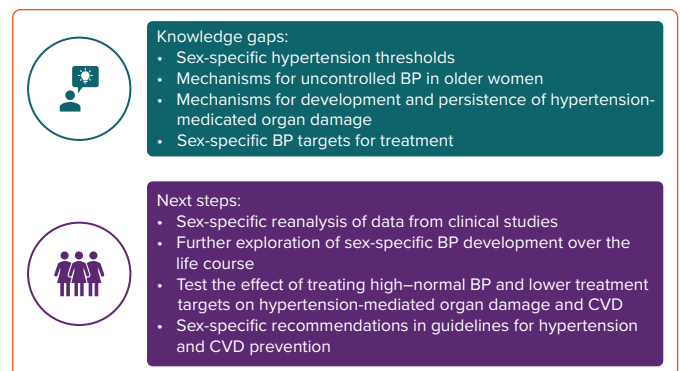 Knowledge gaps:
• Sex-specific hypertension thresholds
• Mechanisms for uncontrolled BP in older women
• Mechanisms for development and persistence of hypertension-
medicated organ damage
• Sex-specific BP targets for treatment
Next steps:
• Sex-specific reanalysis of data from clinical studies
• Further exploration of sex-specific BP development over the
life course
• Test the effect of treating high–normal BP and lower treatment
targets on hypertension-mediated organ damage and CVD
• Sex-specific recommendations in guidelines for hypertension
and CVD prevention